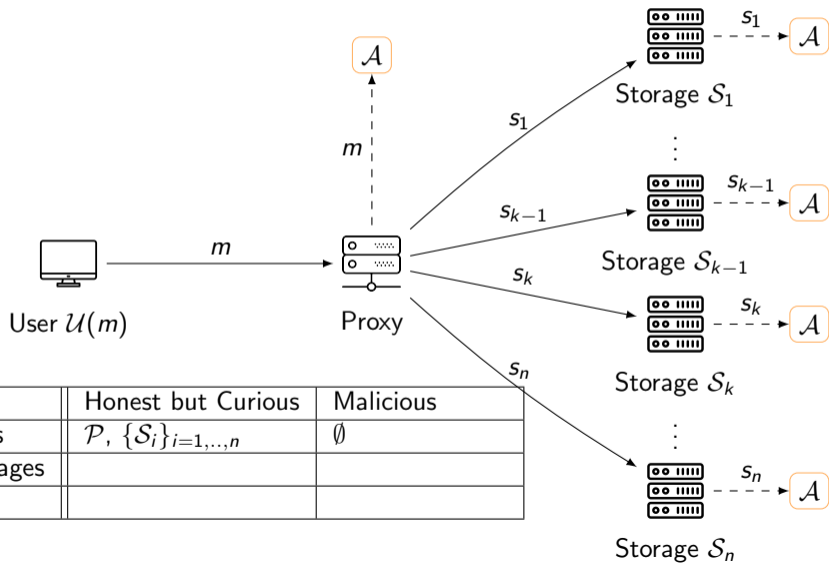 𝒜
m
m
User 𝒰(m)
Proxy
s₁
sₖ₋₁
sₖ
sₙ
s₁
𝒜
Storage 𝒮₁
⋮
sₖ₋₁
𝒜
Storage 𝒮ₖ₋₁
sₖ
𝒜
Storage 𝒮ₖ
⋮
sₙ
𝒜
Storage 𝒮ₙ
Honest but Curious Malicious
s 𝒫, {𝒮ᵢ}ᵢ₌₁,..,ₙ ∅
ages